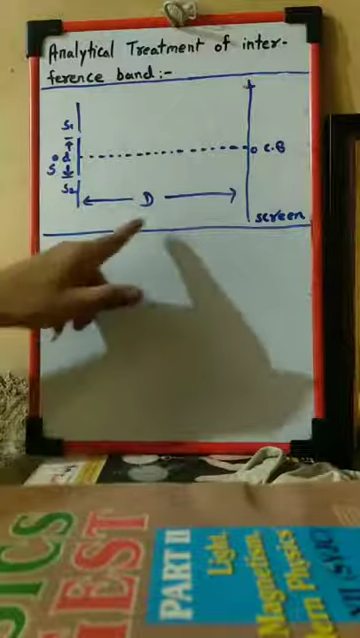 Analytical Treatment of inter-
ference band :-
S1
d
S
S2
D
O C.B
screen
PART II
Light,
Magnetism,